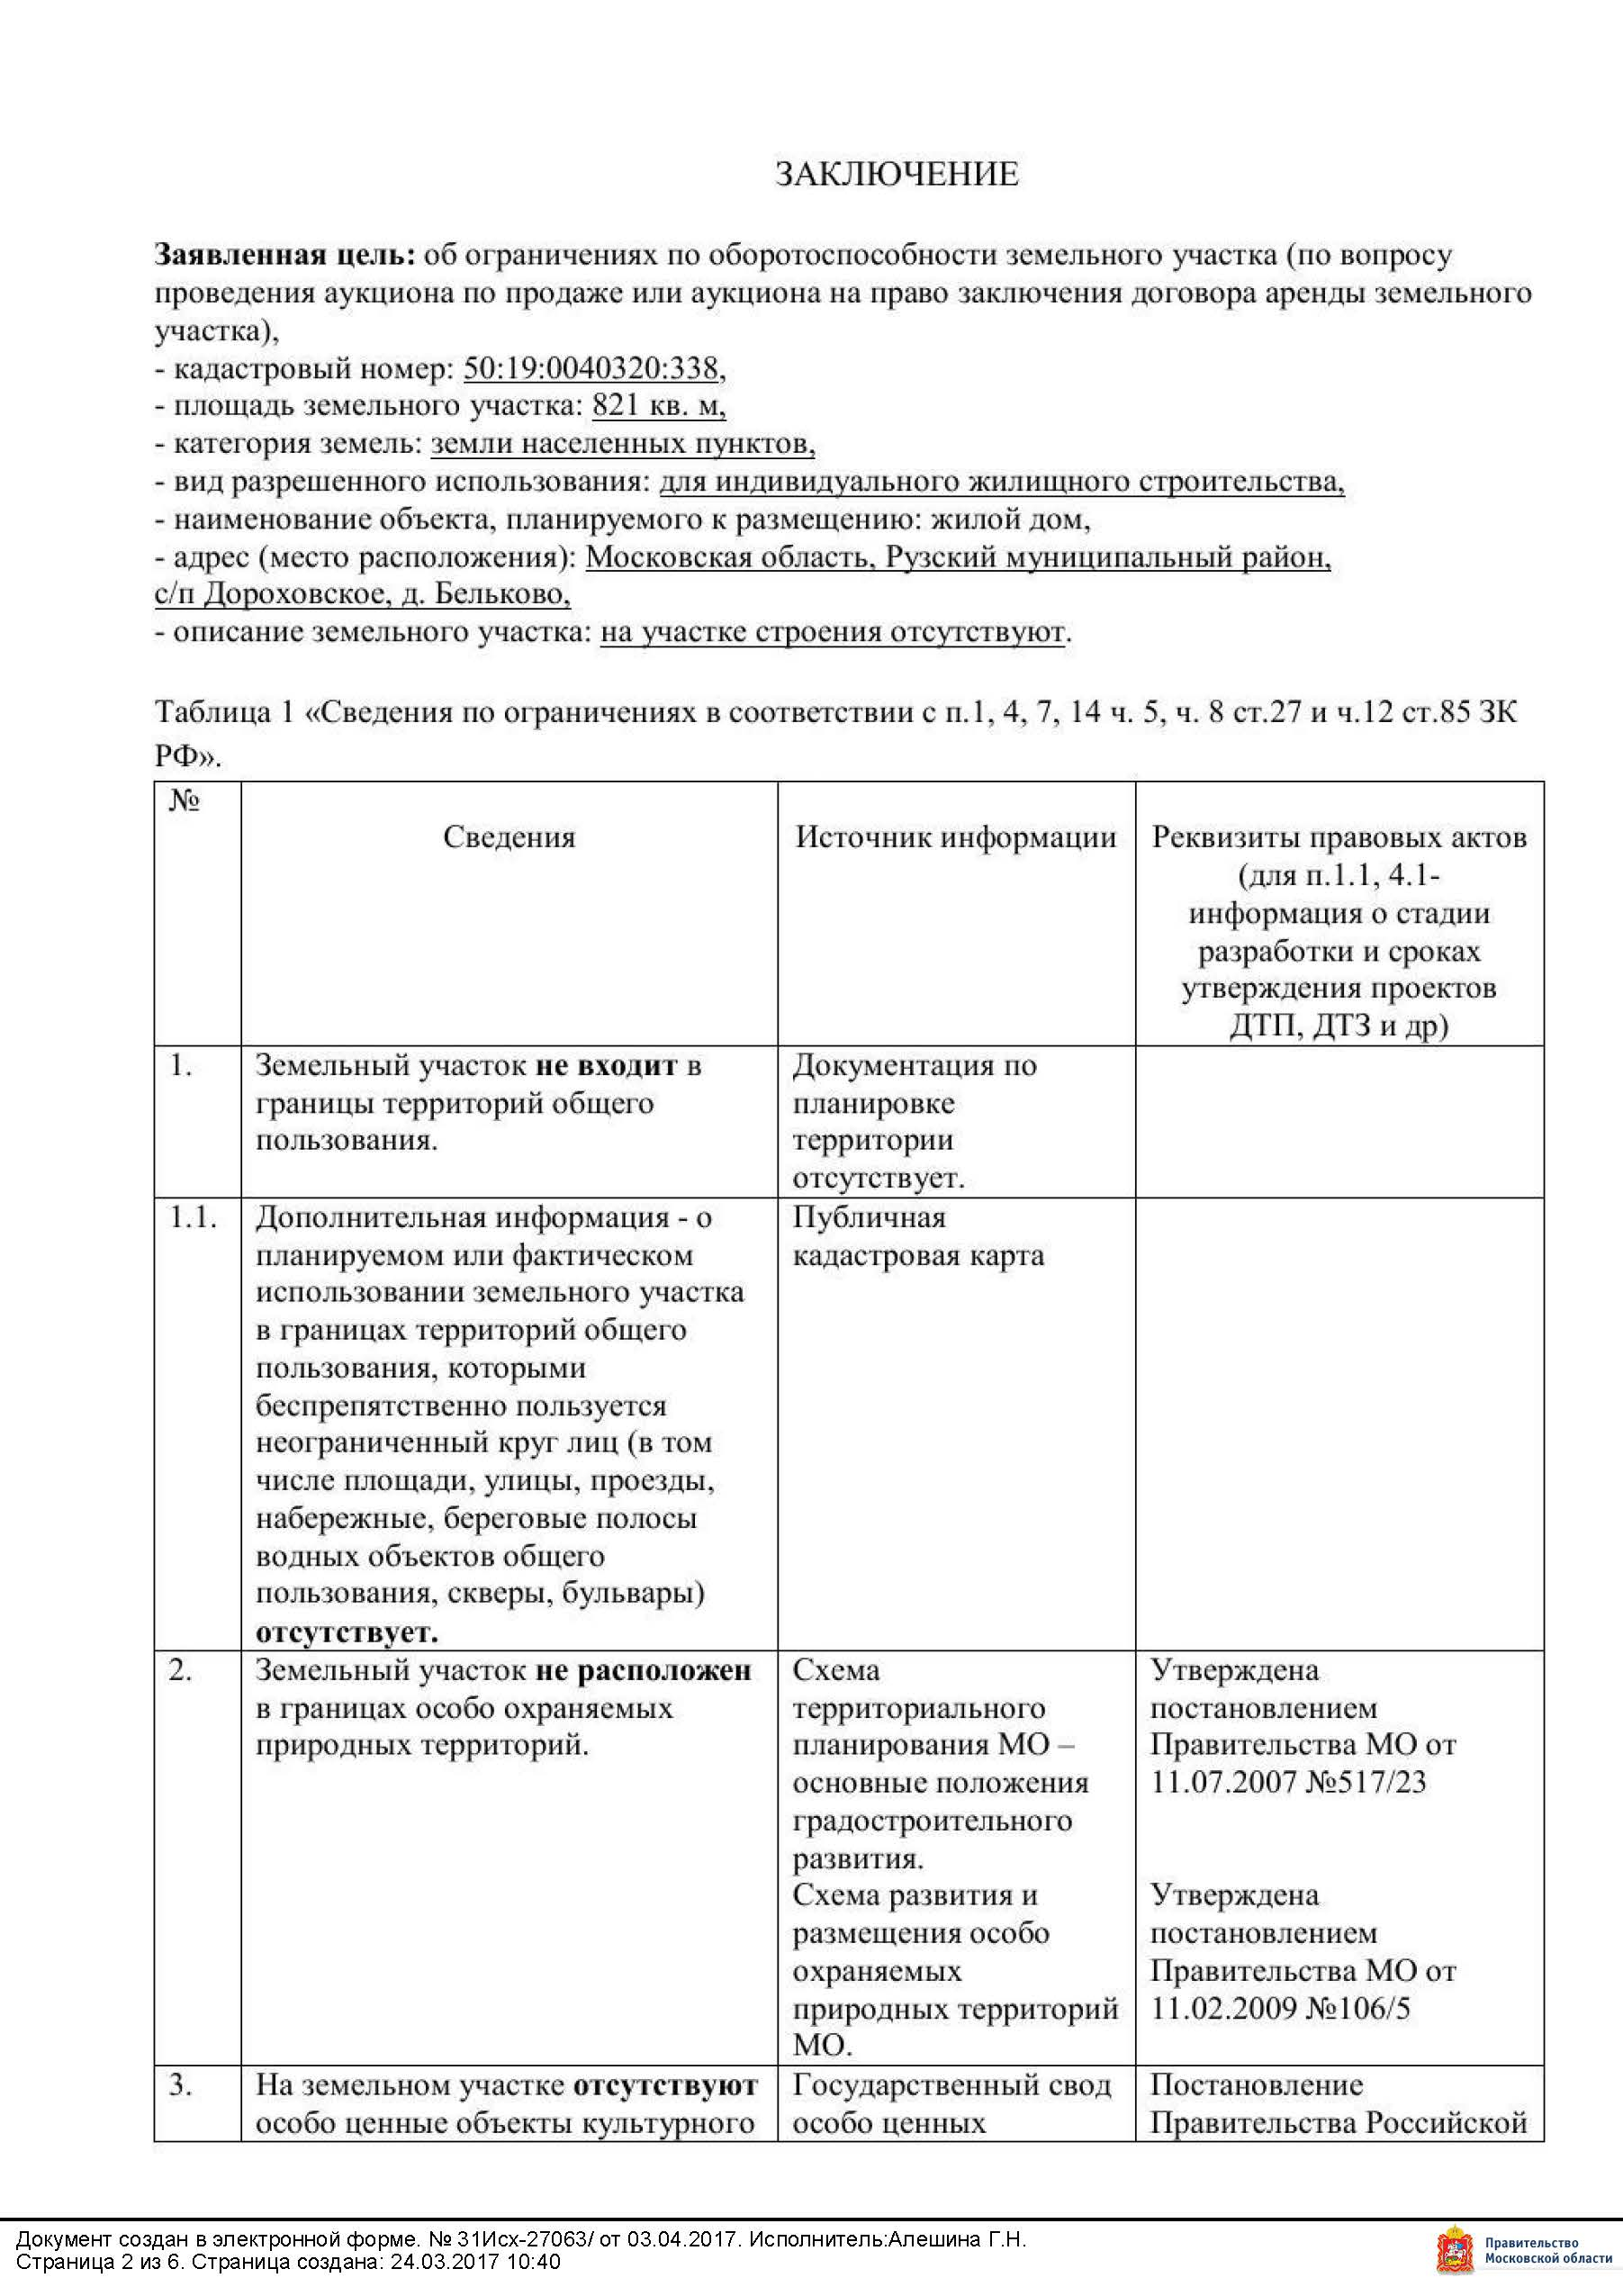 ЗАКЛЮЧЕНИЕ
Заявленная цель: об ограничениях по оборотоспособности земельного участка (по вопросу
проведения аукциона по продаже или аукциона на право заключения договора аренды земельного
участка),
- кадастровый номер: 50:19:0040320:338,
- площадь земельного участка: 821 кв. м,
- категория земель: земли населенных пунктов,
- вид разрешенного использования: для индивидуального жилищного строительства,
- наименование объекта, планируемого к размещению: жилой дом,
- адрес (место расположения): Московская область, Рузский муниципальный район,
с/п Дороховское, д. Бельково,
- описание земельного участка: на участке строения отсутствуют.
Таблица 1 «Сведения по ограничениях в соответствии с п.1, 4, 7, 14 ч. 5, ч. 8 ст.27 и ч.12 ст.85 ЗК
РФ».
№
Сведения
Источник информации
Реквизиты правовых актов
(для п.1.1, 4.1-
информация о стадии
разработки и сроках
утверждения проектов
ДТП, ДТЗ и др)
1.
Земельный участок не входит в
границы территорий общего
пользования.
Документация по
планировке
территории
отсутствует.
1.1.
Дополнительная информация - о
планируемом или фактическом
использовании земельного участка
в границах территорий общего
пользования, которыми
беспрепятственно пользуется
неограниченный круг лиц (в том
числе площади, улицы, проезды,
набережные, береговые полосы
водных объектов общего
пользования, скверы, бульвары)
отсутствует.
Публичная
кадастровая карта
2.
Земельный участок не расположен
в границах особо охраняемых
природных территорий.
Схема
территориального
планирования МО –
основные положения
градостроительного
развития.
Схема развития и
размещения особо
охраняемых
природных территорий
МО.
Утверждена
постановлением
Правительства МО от
11.07.2007 №517/23
Утверждена
постановлением
Правительства МО от
11.02.2009 №106/5
3.
На земельном участке отсутствуют
особо ценные объекты культурного
Государственный свод
особо ценных
Постановление
Правительства Российской
Документ создан в электронной форме. № 31Исх-27063/ от 03.04.2017. Исполнитель:Алешина Г.Н.
Страница 2 из 6. Страница создана: 24.03.2017 10:40
Правительство
Московской области